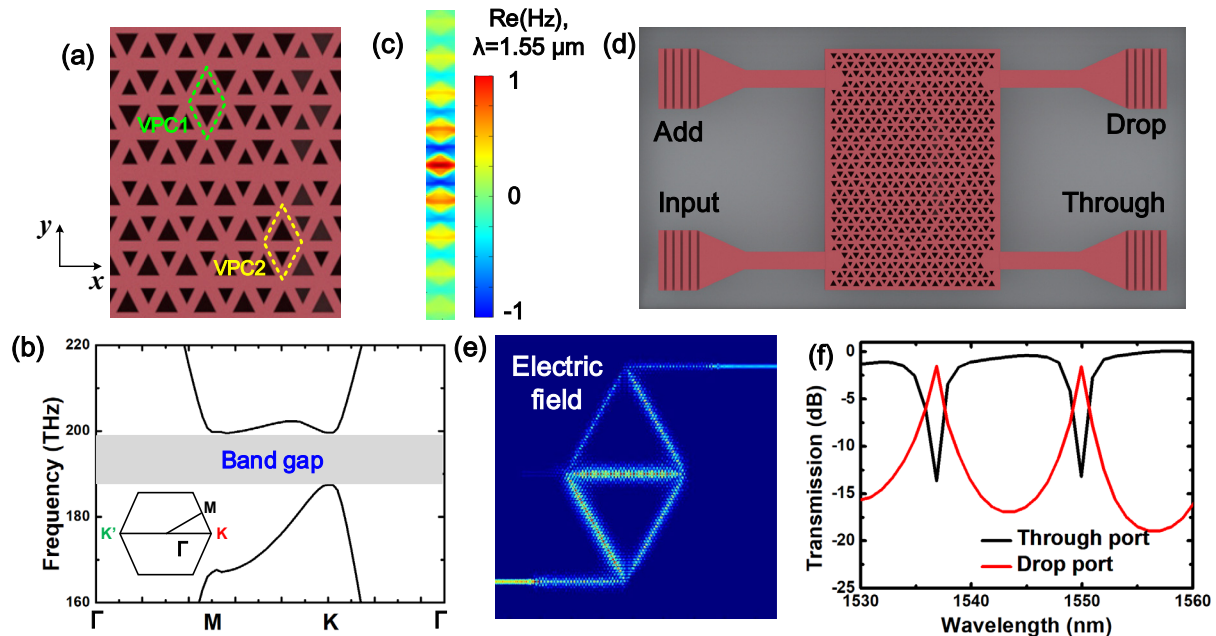 (a)
VPC1
VPC2
y
x
(c)
Re(Hz),
λ=1.55 μm
1
0
-1
(d)
Add
Drop
Input
Through
(b)
Frequency (THz)
220
200
180
160
Band gap
K'
M
Γ
K
Γ
M
K
Γ
(e)
Electric
field
(f)
Transmission (dB)
0
-5
-10
-15
-20
-25
Through port
Drop port
1530
1540
1550
1560
Wavelength (nm)